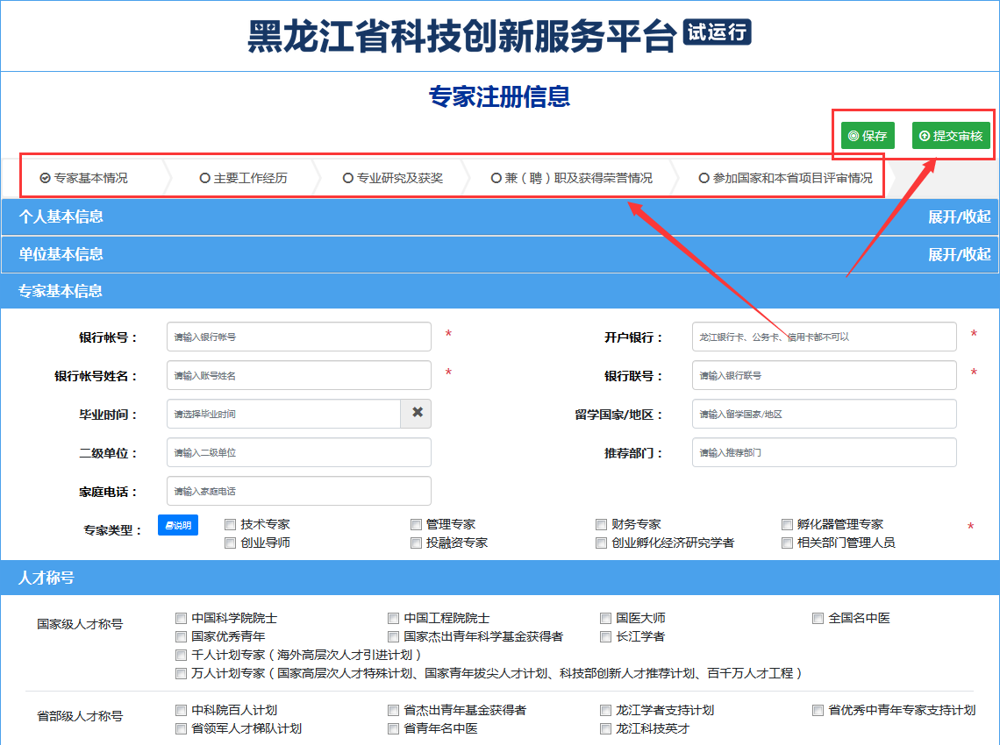 黑龙江省科技创新服务平台 试运行
专家注册信息
保存 提交审核
专家基本情况 主要工作经历 专业研究及获奖 兼（聘）职及获得荣誉情况 参加国家和本省项目评审情况
个人基本信息 展开/收起
单位基本信息 展开/收起
专家基本信息
银行帐号： 请输入银行帐号 * 开户银行： 龙江银行卡、公务卡、信用卡都不可以 *
银行帐号姓名： 请输入账号姓名 * 银行联号： 请输入银行联号 *
毕业时间： 请选择毕业时间 留学国家/地区： 请输入留学国家/地区
二级单位： 请输入二级单位 推荐部门： 请输入推荐部门
家庭电话： 请输入家庭电话
专家类型： 说明 技术专家 管理专家 财务专家 孵化器管理专家 *
创业导师 投融资专家 创业孵化经济研究学者 相关部门管理人员
人才称号
国家级人才称号 中国科学院院士 中国工程院院士 国医大师 全国名中医
国家优秀青年 国家杰出青年科学基金获得者 长江学者
千人计划专家（海外高层次人才引进计划）
万人计划专家（国家高层次人才特殊计划、国家青年拔尖人才计划、科技部创新人才推荐计划、百千万人才工程）
省部级人才称号 中科院百人计划 省杰出青年基金获得者 龙江学者支持计划 省优秀中青年专家支持计划
省领军人才梯队计划 省青年名中医 龙江科技英才